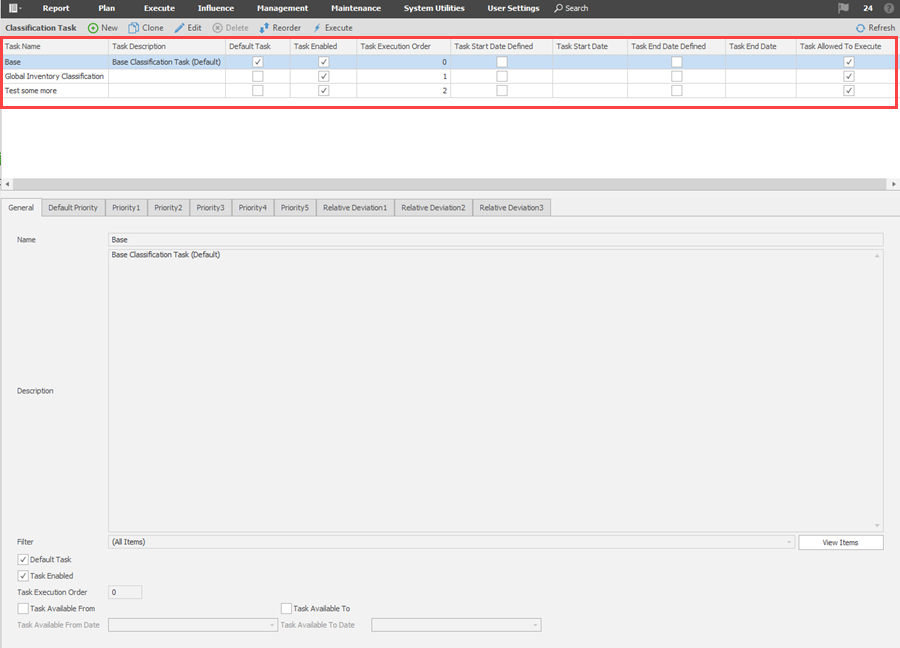 Report Plan Execute Influence Management Maintenance System Utilities User Settings Search 24 ?
Classification Task New Clone Edit Delete Reorder Execute Refresh
Task Name Task Description Default Task Task Enabled Task Execution Order Task Start Date Defined Task Start Date Task End Date Defined Task End Date Task Allowed To Execute
Base Base Classification Task (Default) 0
Global Inventory Classification 1
Test some more 2
General Default Priority Priority1 Priority2 Priority3 Priority4 Priority5 Relative Deviation1 Relative Deviation2 Relative Deviation3
Name Base
Base Classification Task (Default)
Description
Filter (All Items) View Items
Default Task
Task Enabled
Task Execution Order 0
Task Available From Task Available To
Task Available From Date Task Available To Date